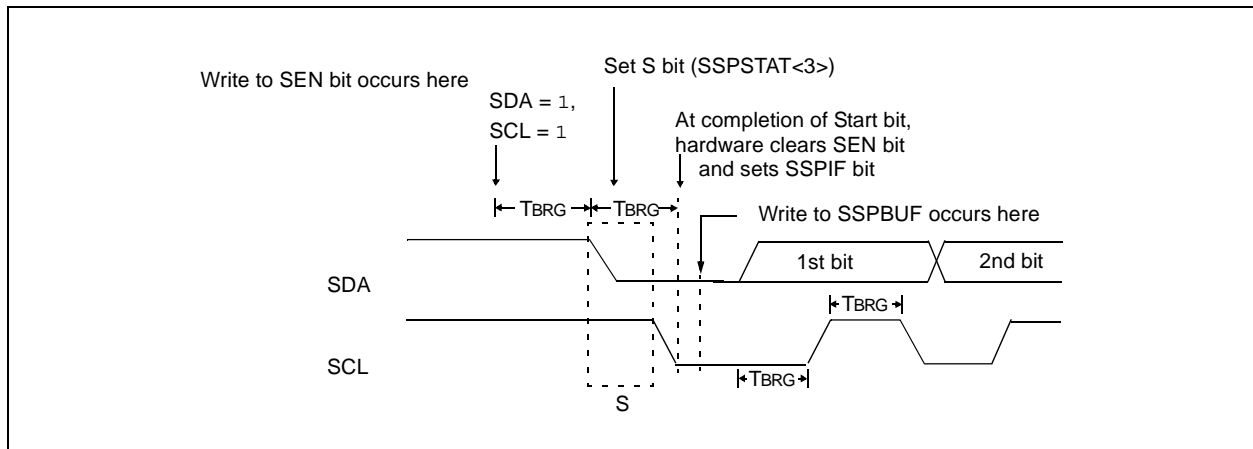 Write to SEN bit occurs here
Set S bit (SSPSTAT<3>)
SDA = 1,
SCL = 1
At completion of Start bit,
hardware clears SEN bit
and sets SSPIF bit
TBRG
TBRG
Write to SSPBUF occurs here
SDA
1st bit
2nd bit
TBRG
SCL
TBRG
S